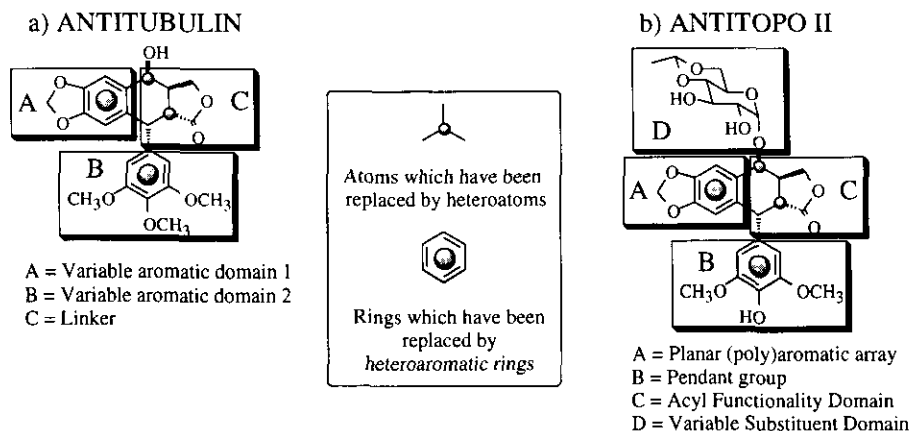 a) ANTITUBULIN
OH
A
O
O
C
O
O
B
CH3O
OCH3
OCH3
A = Variable aromatic domain 1
B = Variable aromatic domain 2
C = Linker
Atoms which have been
replaced by heteroatoms
Rings which have been
replaced by
heteroaromatic rings
b) ANTITOPO II
O
O
O
HO
HO
D
O
A
O
O
C
O
O
B
CH3O
OCH3
HO
A = Planar (poly)aromatic array
B = Pendant group
C = Acyl Functionality Domain
D = Variable Substituent Domain